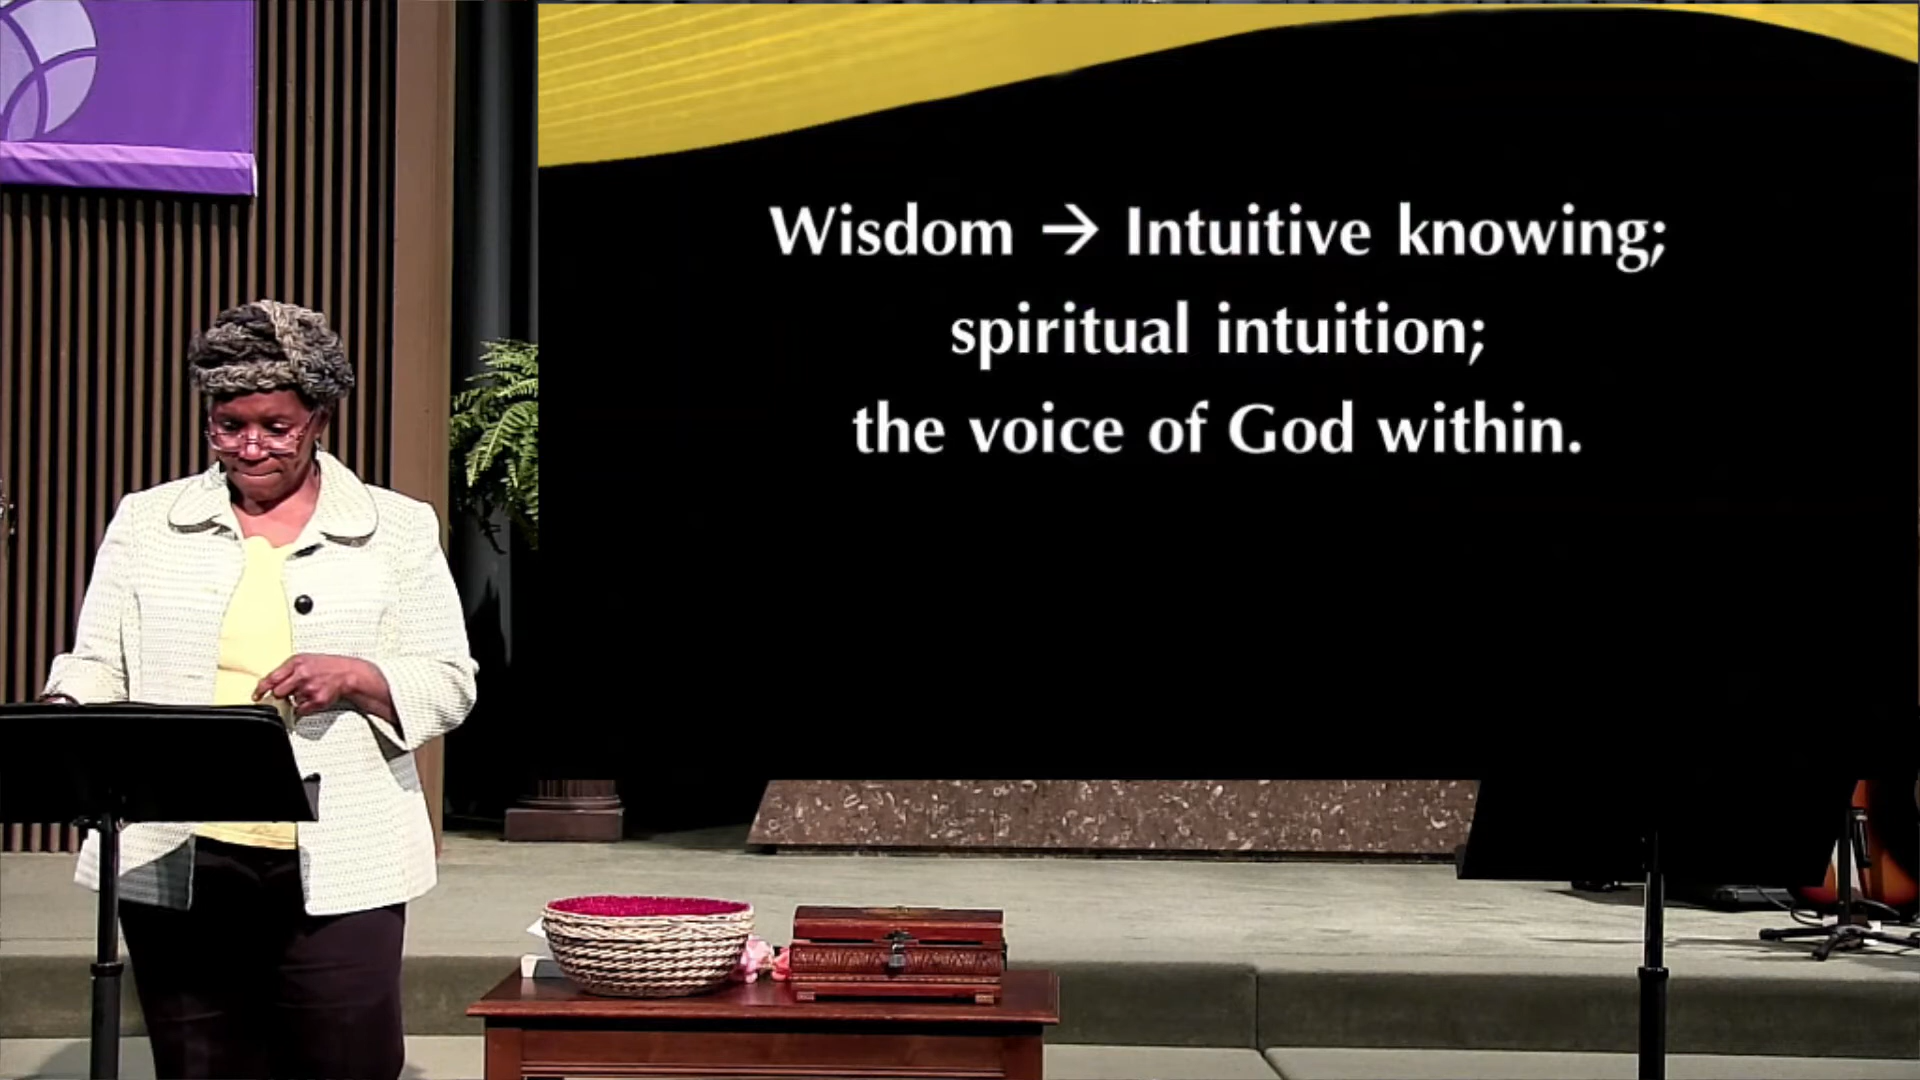 Wisdom → Intuitive knowing;
spiritual intuition;
the voice of God within.